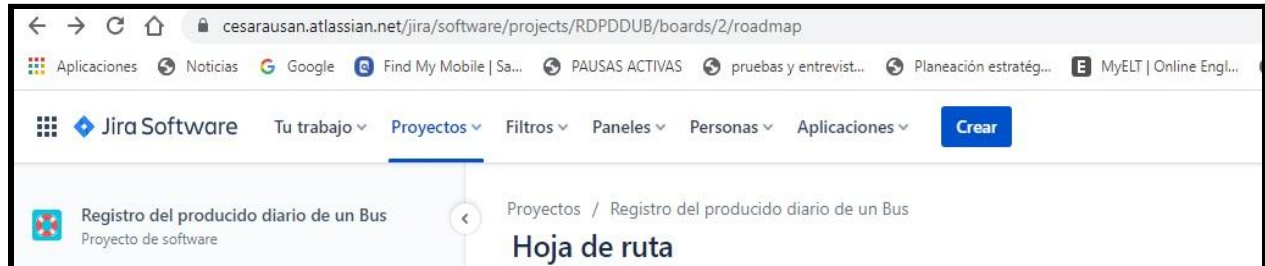 cesarausan.atlassian.net/jira/software/projects/RDPDDUB/boards/2/roadmap
Aplicaciones Noticias Google Find My Mobile | Sa... PAUSAS ACTIVAS pruebas y entrevist... Planeación estratég... E MyELT | Online Engl...
Jira Software Tu trabajo Proyectos Filtros Paneles Personas Aplicaciones Crear
Registro del producido diario de un Bus
Proyecto de software
Proyectos / Registro del producido diario de un Bus
Hoja de ruta